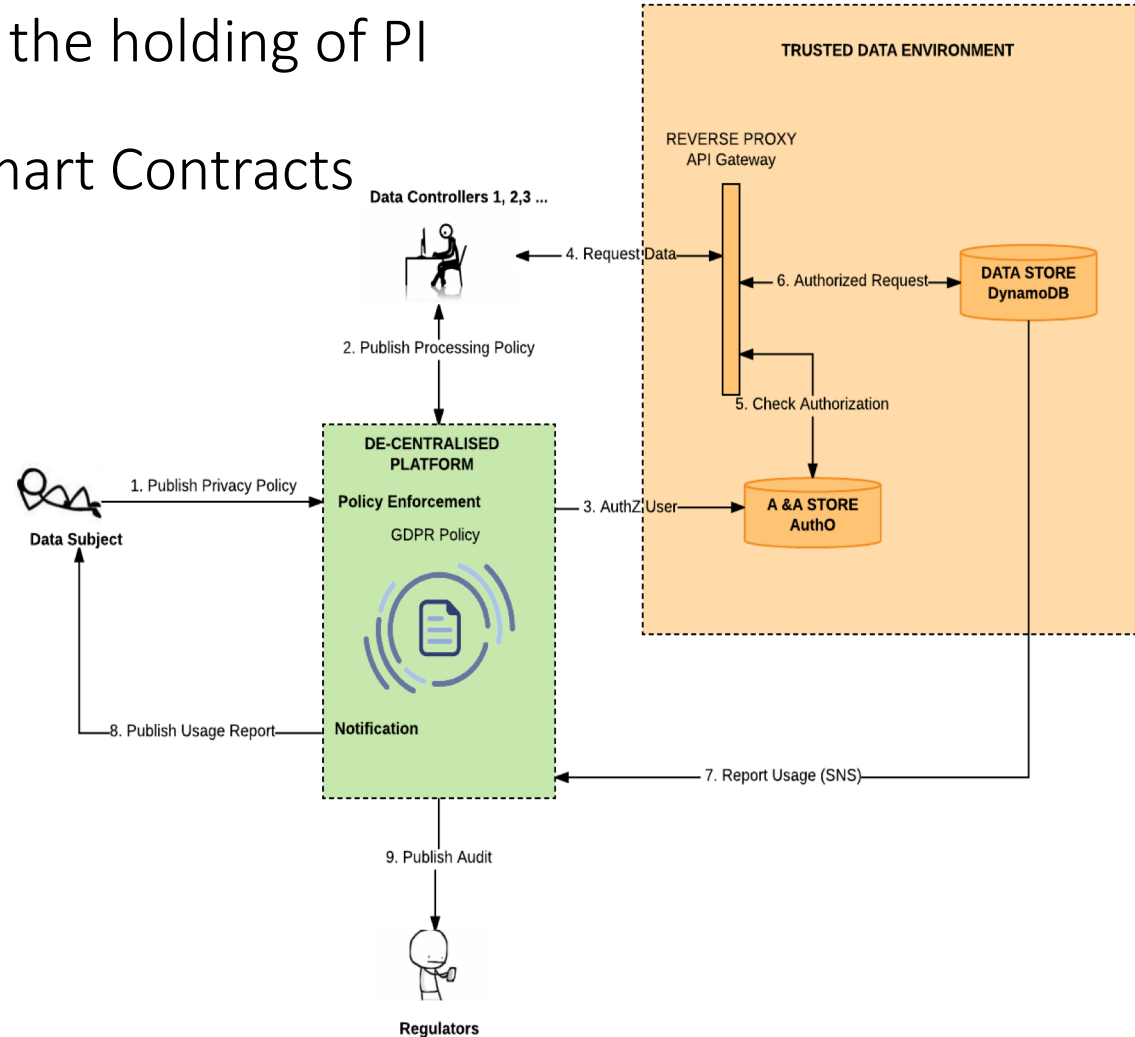 the holding of PI
Contracts
TRUSTED DATA ENVIRONMENT
REVERSE PROXY
API Gateway
Data Controllers 1, 2,3 ...
4. Request Data
6. Authorized Request
DATA STORE
DynamoDB
2. Publish Processing Policy
5. Check Authorization
DE-CENTRALISED
PLATFORM
1. Publish Privacy Policy
Policy Enforcement
3. AuthZ User
A &A STORE
AuthO
GDPR Policy
Data Subject
8. Publish Usage Report
Notification
7. Report Usage (SNS)
9. Publish Audit
Regulators